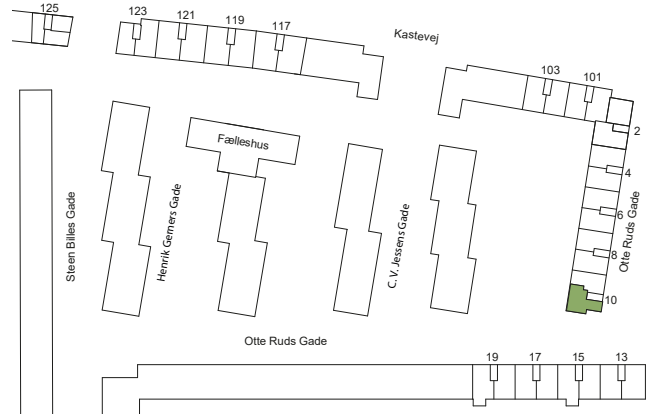 125
123
121
119
117
Kastevej
103
101
2
4
6
8
10
Fælleshus
Steen Billes Gade
Henrik Gerners Gade
C.V. Jessens Gade
Otte Ruds Gade
Otte Ruds Gade
19
17
15
13